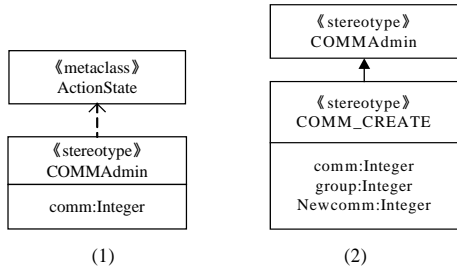 《metaclass》
ActionState
《stereotype》
COMMAdmin
comm:Integer
(1)
《stereotype》
COMMAdmin
《stereotype》
COMM_CREATE
comm:Integer
group:Integer
Newcomm:Integer
(2)